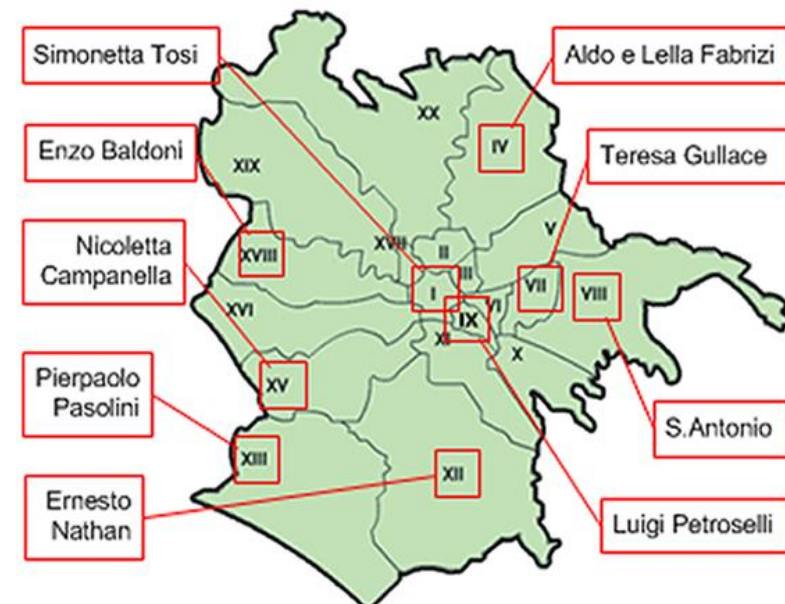 Simonetta Tosi
Aldo e Lella Fabrizi
Enzo Baldoni
Teresa Gullace
Nicoletta
Campanella
Pierpaolo
Pasolini
S.Antonio
Ernesto
Nathan
Luigi Petroselli
XX
IV
XIX
V
XVII
II
XVIII
III
I
VII
VIII
XVI
IX
VI
XI
X
XV
XIII
XII